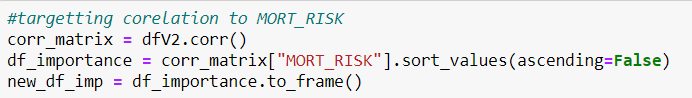 #targetting corelation to MORT_RISK
corr_matrix = dfV2.corr()
df_importance = corr_matrix["MORT_RISK"].sort_values(ascending=False)
new_df_imp = df_importance.to_frame()